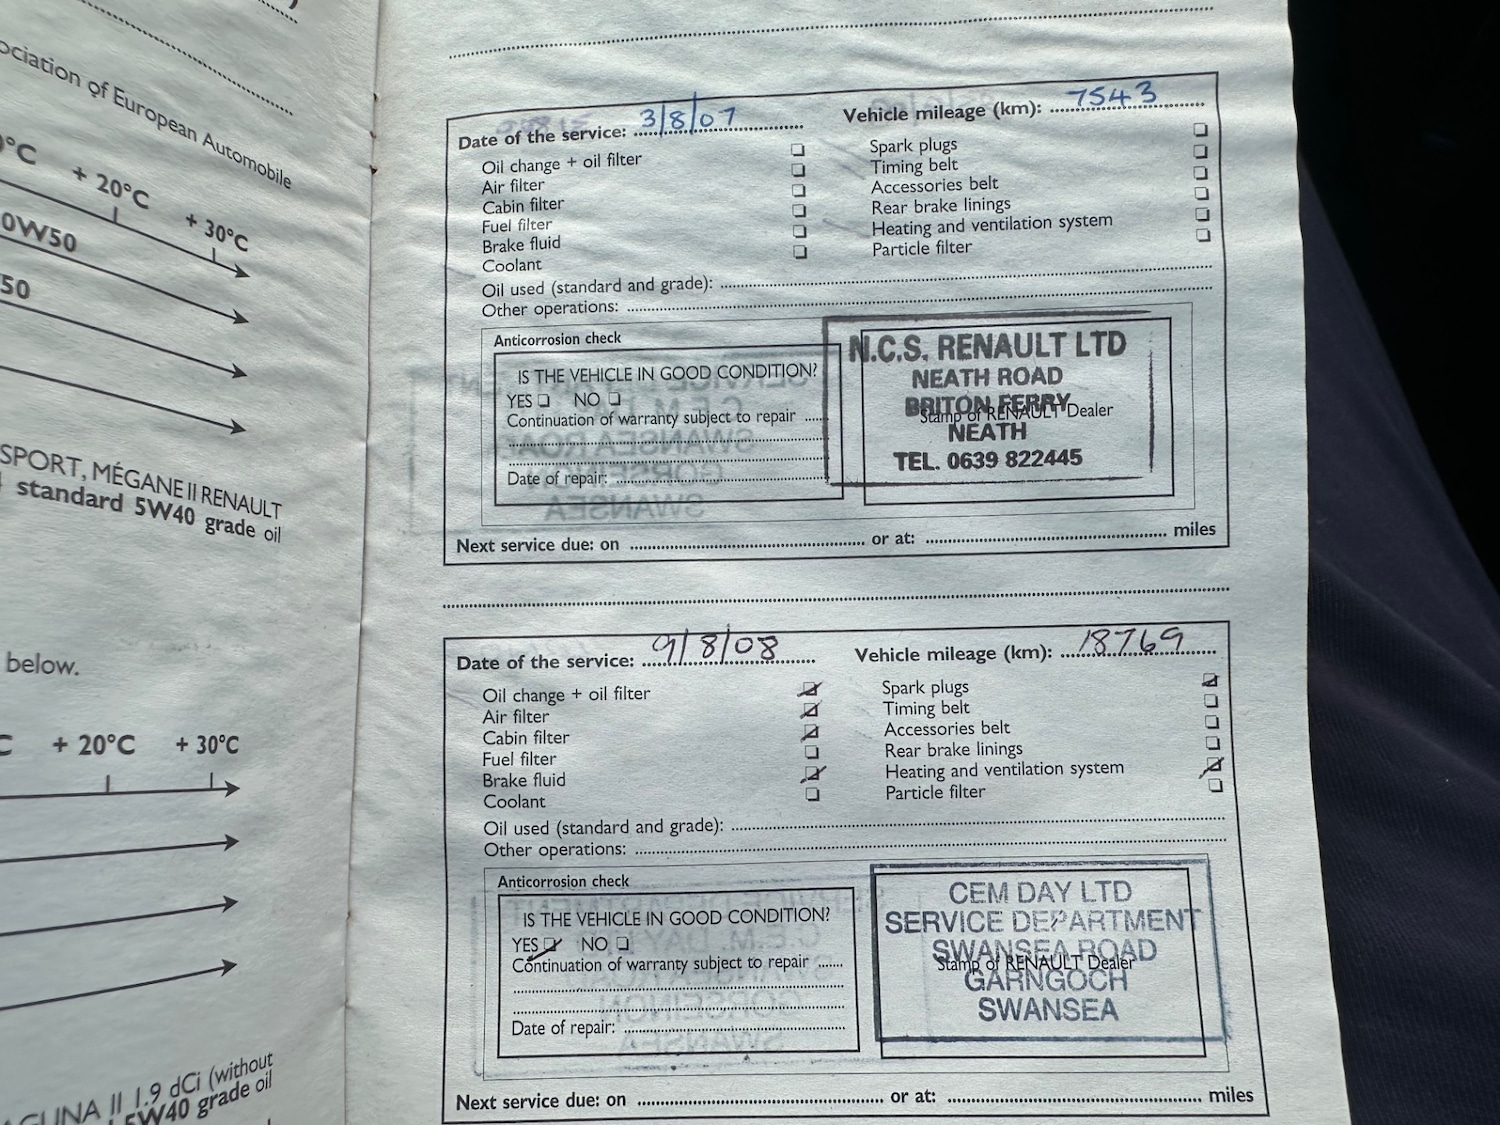 ociation of European Automobile
0°C + 20°C + 30°C
0W50
50
SPORT, MÉGANE II RENAULT
standard 5W40 grade oil
below.
C + 20°C + 30°C
AGUNA II 1.9 dCi (without
5W40 grade oil
Date of the service: 3/8/07 Vehicle mileage (km): 7543
Oil change + oil filter ❏ Spark plugs ❏
Air filter ❏ Timing belt ❏
Cabin filter ❏ Accessories belt ❏
Fuel filter ❏ Rear brake linings ❏
Brake fluid ❏ Heating and ventilation system ❏
Coolant ❏ Particle filter ❏
Oil used (standard and grade):
Other operations:
Anticorrosion check
IS THE VEHICLE IN GOOD CONDITION?
YES ❏ NO ❏
Continuation of warranty subject to repair
Date of repair:
N.C.S. RENAULT LTD
NEATH ROAD
BRITON FERRY
Stamp of RENAULT Dealer
NEATH
TEL. 0639 822445
Next service due: on or at: miles
Date of the service: 9/8/08 Vehicle mileage (km): 18769
Oil change + oil filter ☑ Spark plugs ☑
Air filter ☑ Timing belt ❏
Cabin filter ☑ Accessories belt ❏
Fuel filter ❏ Rear brake linings ❏
Brake fluid ☑ Heating and ventilation system ☑
Coolant ❏ Particle filter ❏
Oil used (standard and grade):
Other operations:
Anticorrosion check
IS THE VEHICLE IN GOOD CONDITION?
YES ☑ NO ❏
Continuation of warranty subject to repair
Date of repair:
CEM DAY LTD
SERVICE DEPARTMENT
SWANSEA ROAD
Stamp of RENAULT Dealer
GARNGOCH
SWANSEA
Next service due: on or at: miles